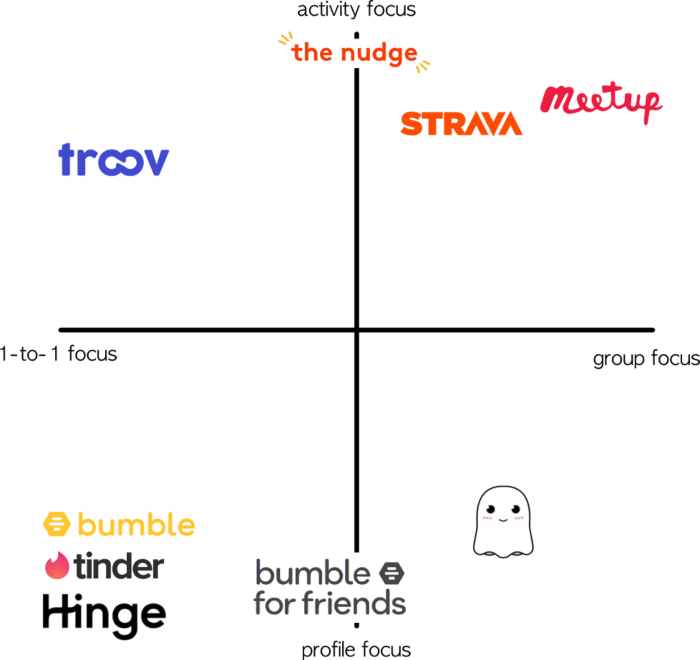 activity focus
the nudge
meetup
STRAVA
troov
1-to-1 focus
group focus
bumble
tinder
bumble
for friends
Hinge
profile focus